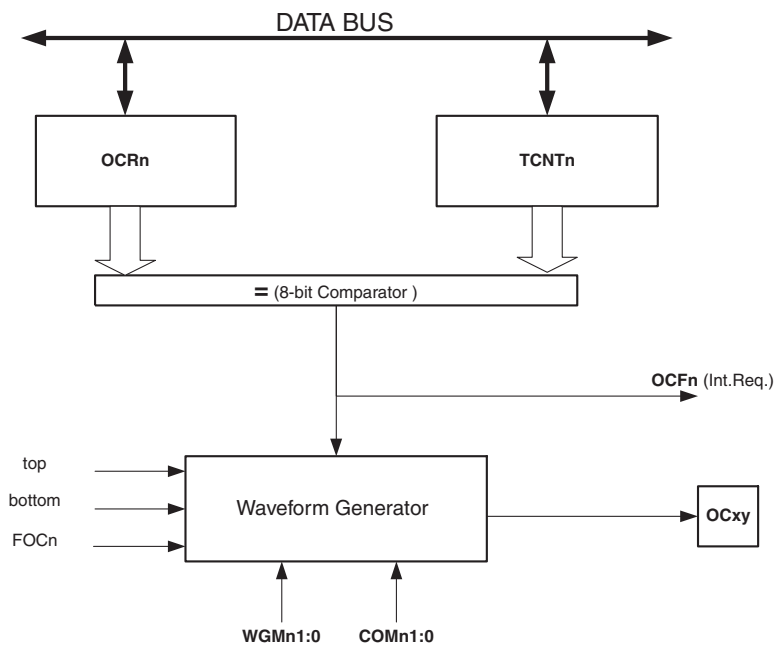 DATA BUS
OCRn
TCNTn
= (8-bit Comparator )
OCFn (Int.Req.)
top
bottom
FOCn
Waveform Generator
OCxy
WGMn1:0
COMn1:0